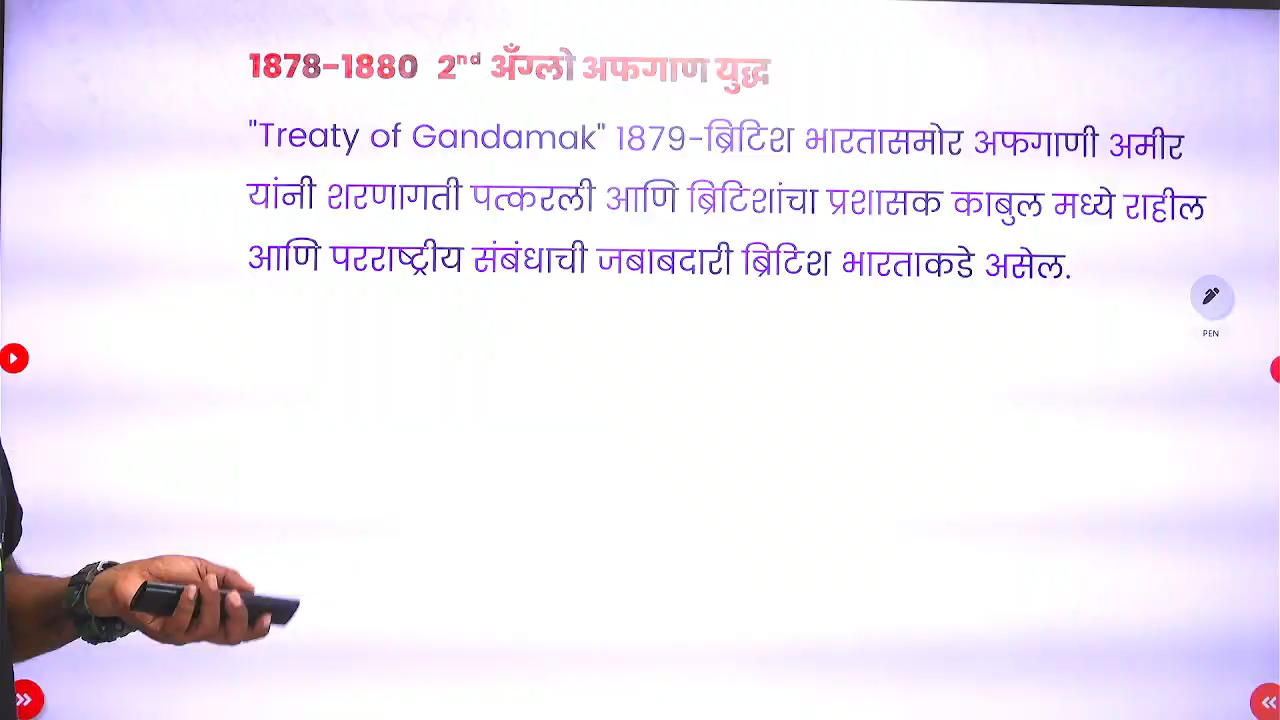 1878-1880 2nd अँग्लो अफगाण युद्ध
"Treaty of Gandamak" 1879-ब्रिटिश भारतासमोर अफगाणी अमीर
यांनी शरणागती पत्करली आणि ब्रिटिशांचा प्रशासक काबुल मध्ये राहील
आणि परराष्ट्रीय संबंधाची जबाबदारी ब्रिटिश भारताकडे असेल.
PEN